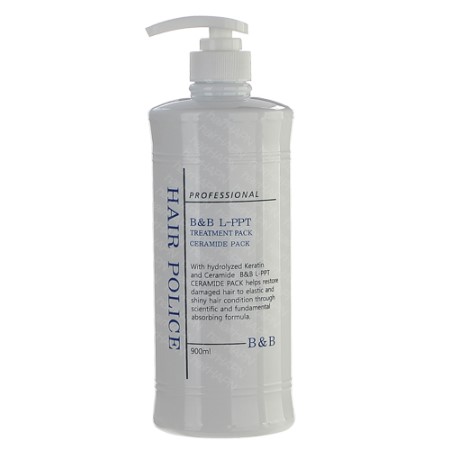 HAIR POLICE
PROFESSIONAL
B&B L-PPT
TREATMENT PACK
CERAMIDE PACK
With hydrolyzed Keratin
and Ceramide B&B L-PPT
CERAMIDE PACK helps restore
damaged hair to elastic and
shiny hair condition through
scientific and fundamental
absorbing formula.
B&B
900ml